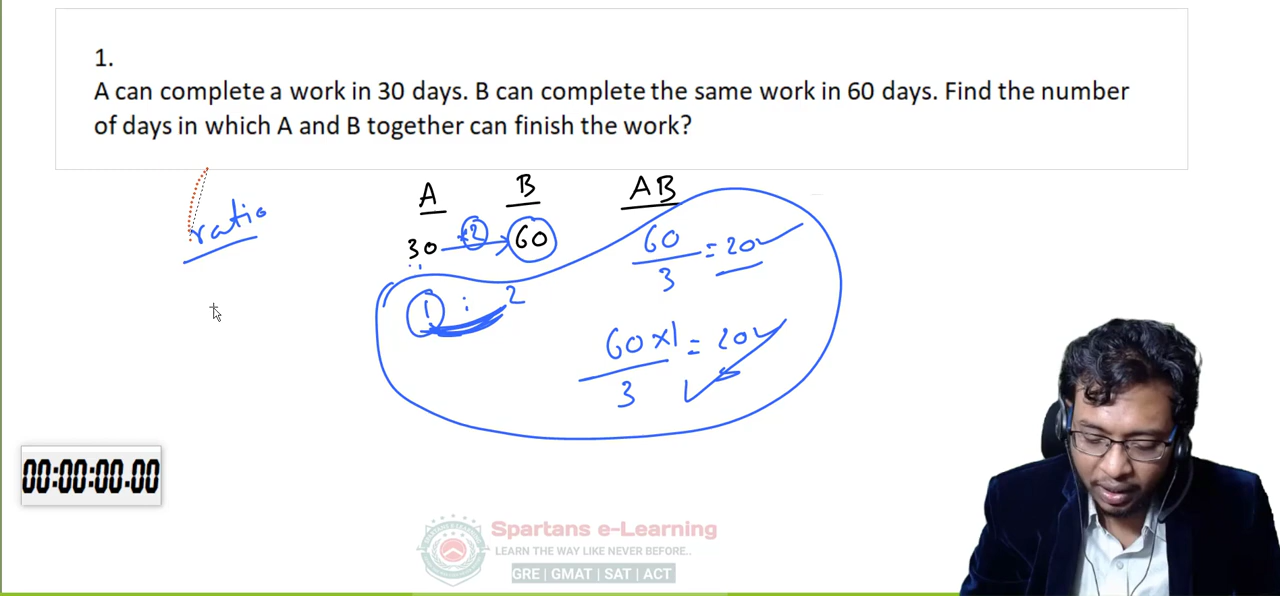 1.
A can complete a work in 30 days. B can complete the same work in 60 days. Find the number
of days in which A and B together can finish the work?
A B AB
ratio
30 ×2 60
60/3 = 20
1 : 2
60×1/3 = 20
00:00:00.00
Spartans e-Learning
LEARN THE WAY LIKE NEVER BEFORE..
GRE | GMAT | SAT | ACT